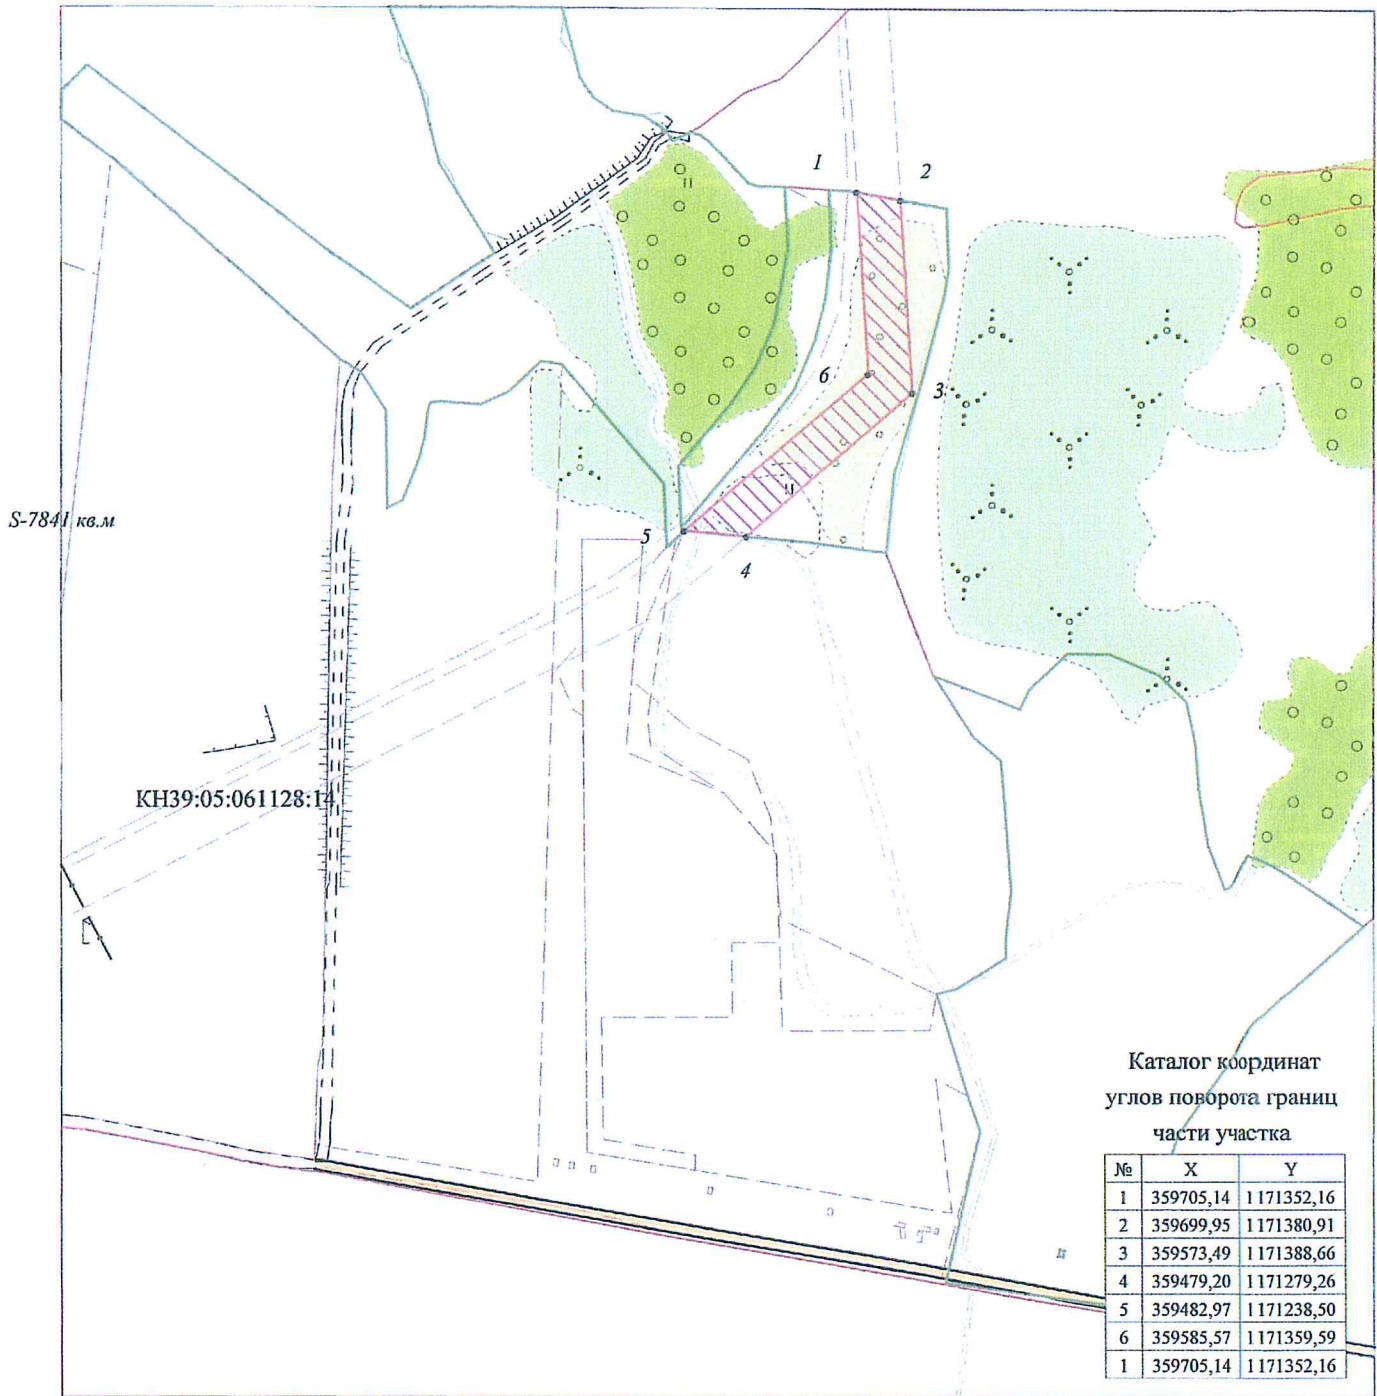 1
2
3
6
S-7841 кв.м
5
4
КН39:05:061128:14
Каталог координат
углов поворота границ
части участка
№ X Y
1 359705,14 1171352,16
2 359699,95 1171380,91
3 359573,49 1171388,66
4 359479,20 1171279,26
5 359482,97 1171238,50
6 359585,57 1171359,59
1 359705,14 1171352,16